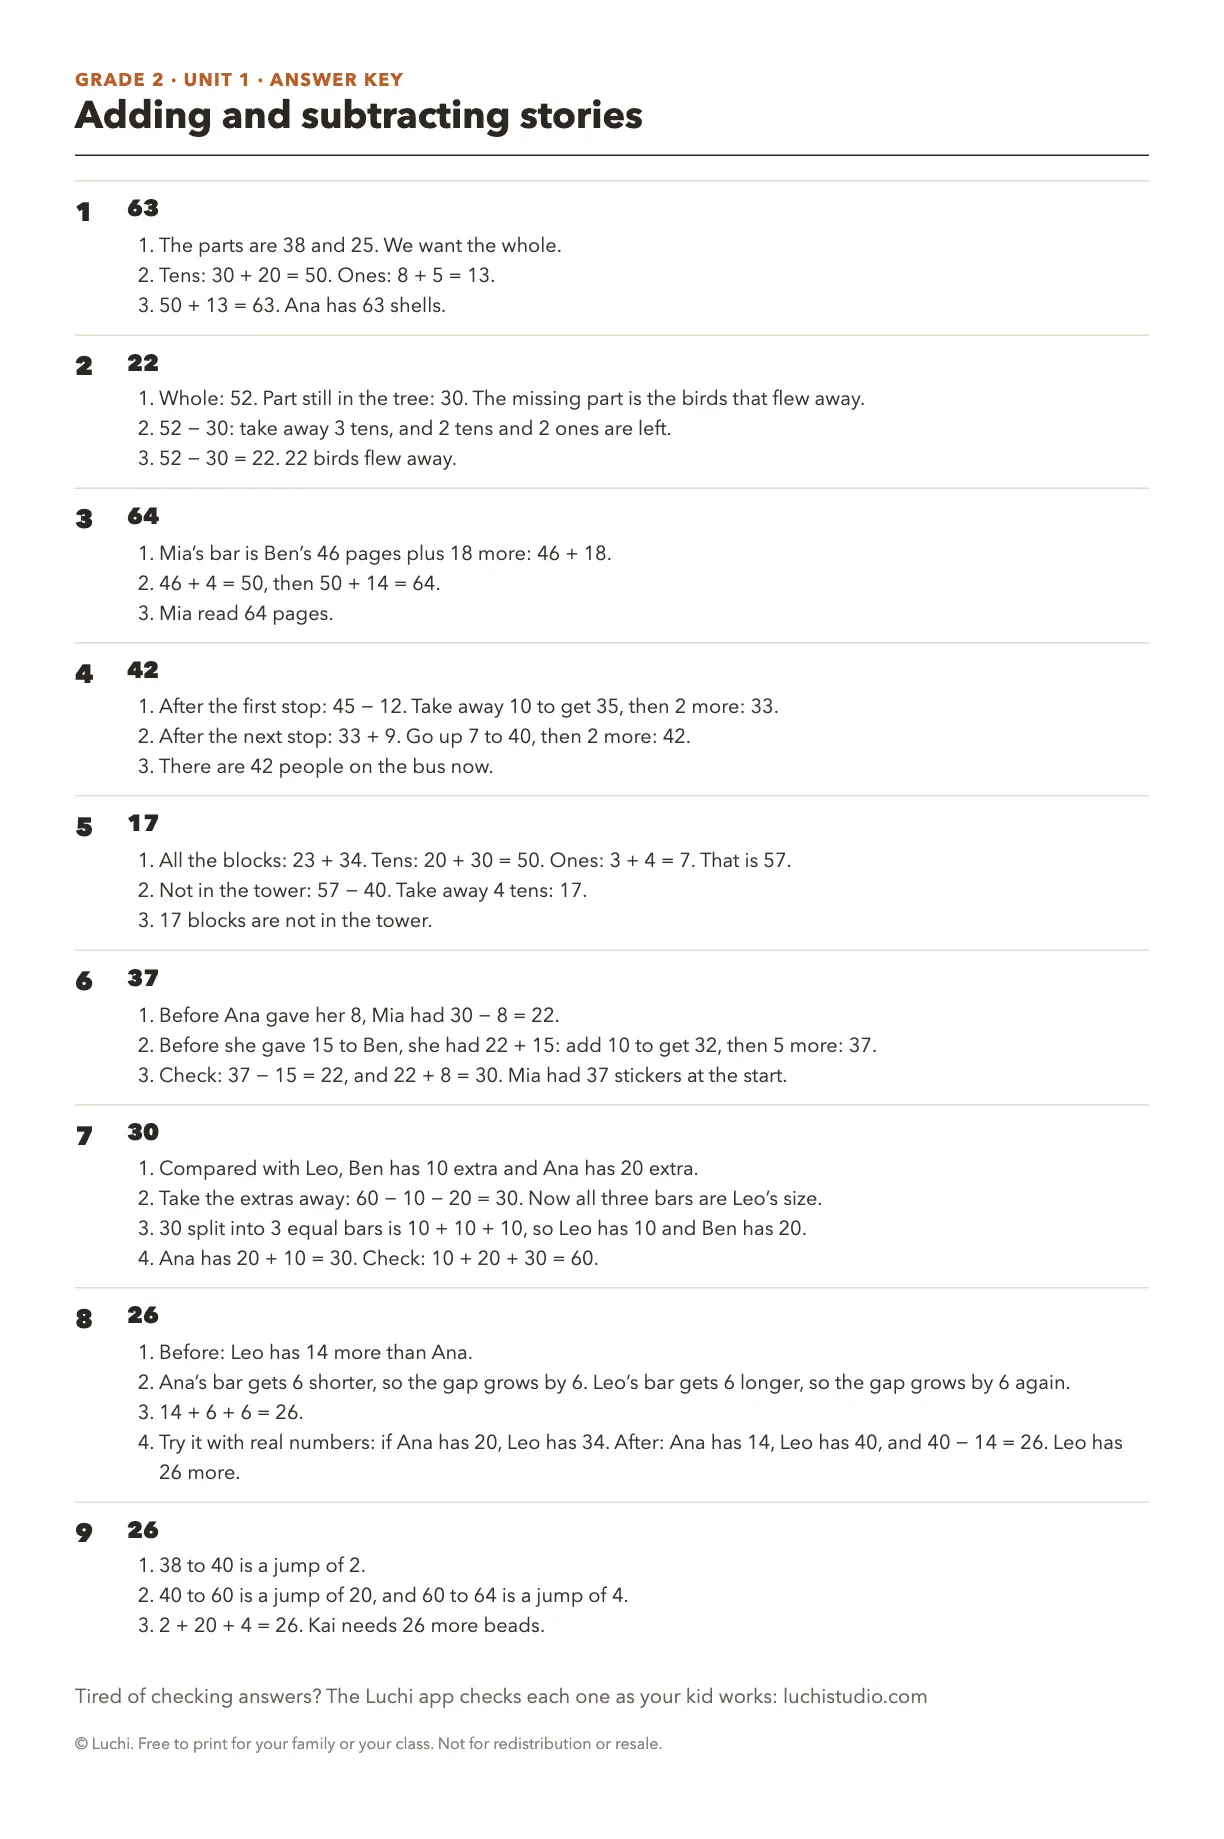 GRADE 2 · UNIT 1 · ANSWER KEY
Adding and subtracting stories
1 63
1. The parts are 38 and 25. We want the whole.
2. Tens: 30 + 20 = 50. Ones: 8 + 5 = 13.
3. 50 + 13 = 63. Ana has 63 shells.
2 22
1. Whole: 52. Part still in the tree: 30. The missing part is the birds that flew away.
2. 52 − 30: take away 3 tens, and 2 tens and 2 ones are left.
3. 52 − 30 = 22. 22 birds flew away.
3 64
1. Mia’s bar is Ben’s 46 pages plus 18 more: 46 + 18.
2. 46 + 4 = 50, then 50 + 14 = 64.
3. Mia read 64 pages.
4 42
1. After the first stop: 45 − 12. Take away 10 to get 35, then 2 more: 33.
2. After the next stop: 33 + 9. Go up 7 to 40, then 2 more: 42.
3. There are 42 people on the bus now.
5 17
1. All the blocks: 23 + 34. Tens: 20 + 30 = 50. Ones: 3 + 4 = 7. That is 57.
2. Not in the tower: 57 − 40. Take away 4 tens: 17.
3. 17 blocks are not in the tower.
6 37
1. Before Ana gave her 8, Mia had 30 − 8 = 22.
2. Before she gave 15 to Ben, she had 22 + 15: add 10 to get 32, then 5 more: 37.
3. Check: 37 − 15 = 22, and 22 + 8 = 30. Mia had 37 stickers at the start.
7 30
1. Compared with Leo, Ben has 10 extra and Ana has 20 extra.
2. Take the extras away: 60 − 10 − 20 = 30. Now all three bars are Leo’s size.
3. 30 split into 3 equal bars is 10 + 10 + 10, so Leo has 10 and Ben has 20.
4. Ana has 20 + 10 = 30. Check: 10 + 20 + 30 = 60.
8 26
1. Before: Leo has 14 more than Ana.
2. Ana’s bar gets 6 shorter, so the gap grows by 6. Leo’s bar gets 6 longer, so the gap grows by 6 again.
3. 14 + 6 + 6 = 26.
4. Try it with real numbers: if Ana has 20, Leo has 34. After: Ana has 14, Leo has 40, and 40 − 14 = 26. Leo has
26 more.
9 26
1. 38 to 40 is a jump of 2.
2. 40 to 60 is a jump of 20, and 60 to 64 is a jump of 4.
3. 2 + 20 + 4 = 26. Kai needs 26 more beads.
Tired of checking answers? The Luchi app checks each one as your kid works: luchistudio.com
© Luchi. Free to print for your family or your class. Not for redistribution or resale.